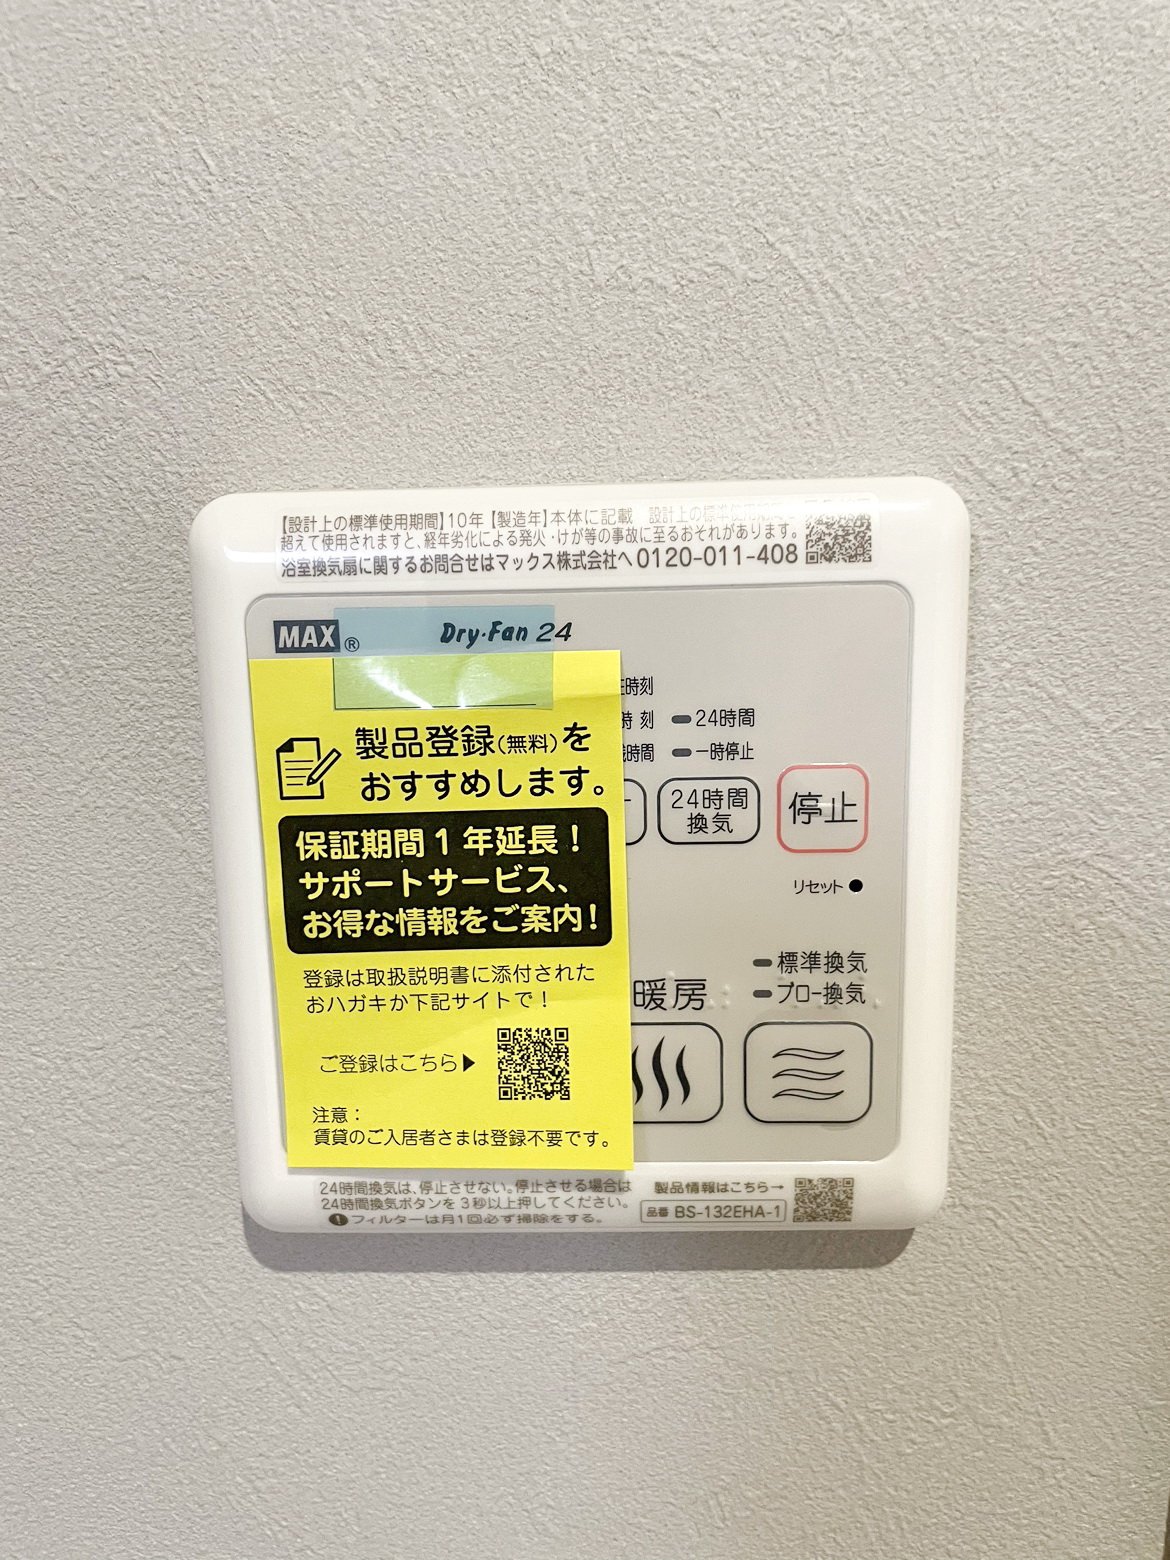 【設計上の標準使用期間】10年【製造年】本体に記載 設計上の標準使用期間を
超えて使用されますと、経年劣化による発火・けが等の事故に至るおそれがあります。
浴室換気扇に関するお問合せはマックス株式会社へ 0120-011-408
MAX® Dry・Fan 24
製品登録(無料)を
おすすめします。
保証期間1年延長!
サポートサービス、
お得な情報をご案内!
登録は取扱説明書に添付された
おハガキか下記サイトで!
ご登録はこちら▶
注意:
賃貸のご入居者さまは登録不要です。
時刻
時刻 24時間
時間 一時停止
24時間
換気
停止
リセット
暖房
標準換気
ブロー換気
24時間換気は、停止させない。停止させる場合は
24時間換気ボタンを3秒以上押してください。
❶フィルターは月1回必ず掃除をする。
製品情報はこちら→
品番 BS-132EHA-1